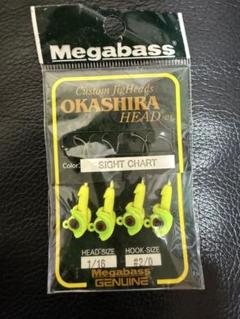 Megabass®
Custom JigHeads
OKASHIRA
HEAD
Color:
SIGHT CHART
HEAD-SIZE
HOOK-SIZE
1/16
#2/0
Megabass
GENUINE